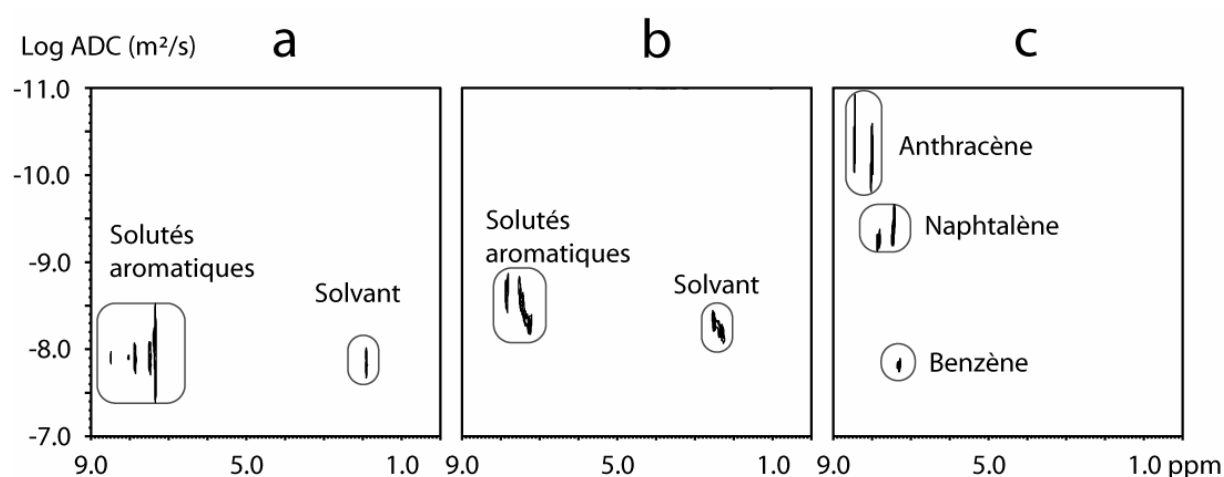 Log ADC (m²/s)
a
b
c
-11.0
-10.0
-9.0
-8.0
-7.0
Solutés
aromatiques
Solvant
Solutés
aromatiques
Solvant
Anthracène
Naphtalène
Benzène
9.0 5.0 1.0
9.0 5.0 1.0
9.0 5.0 1.0 ppm